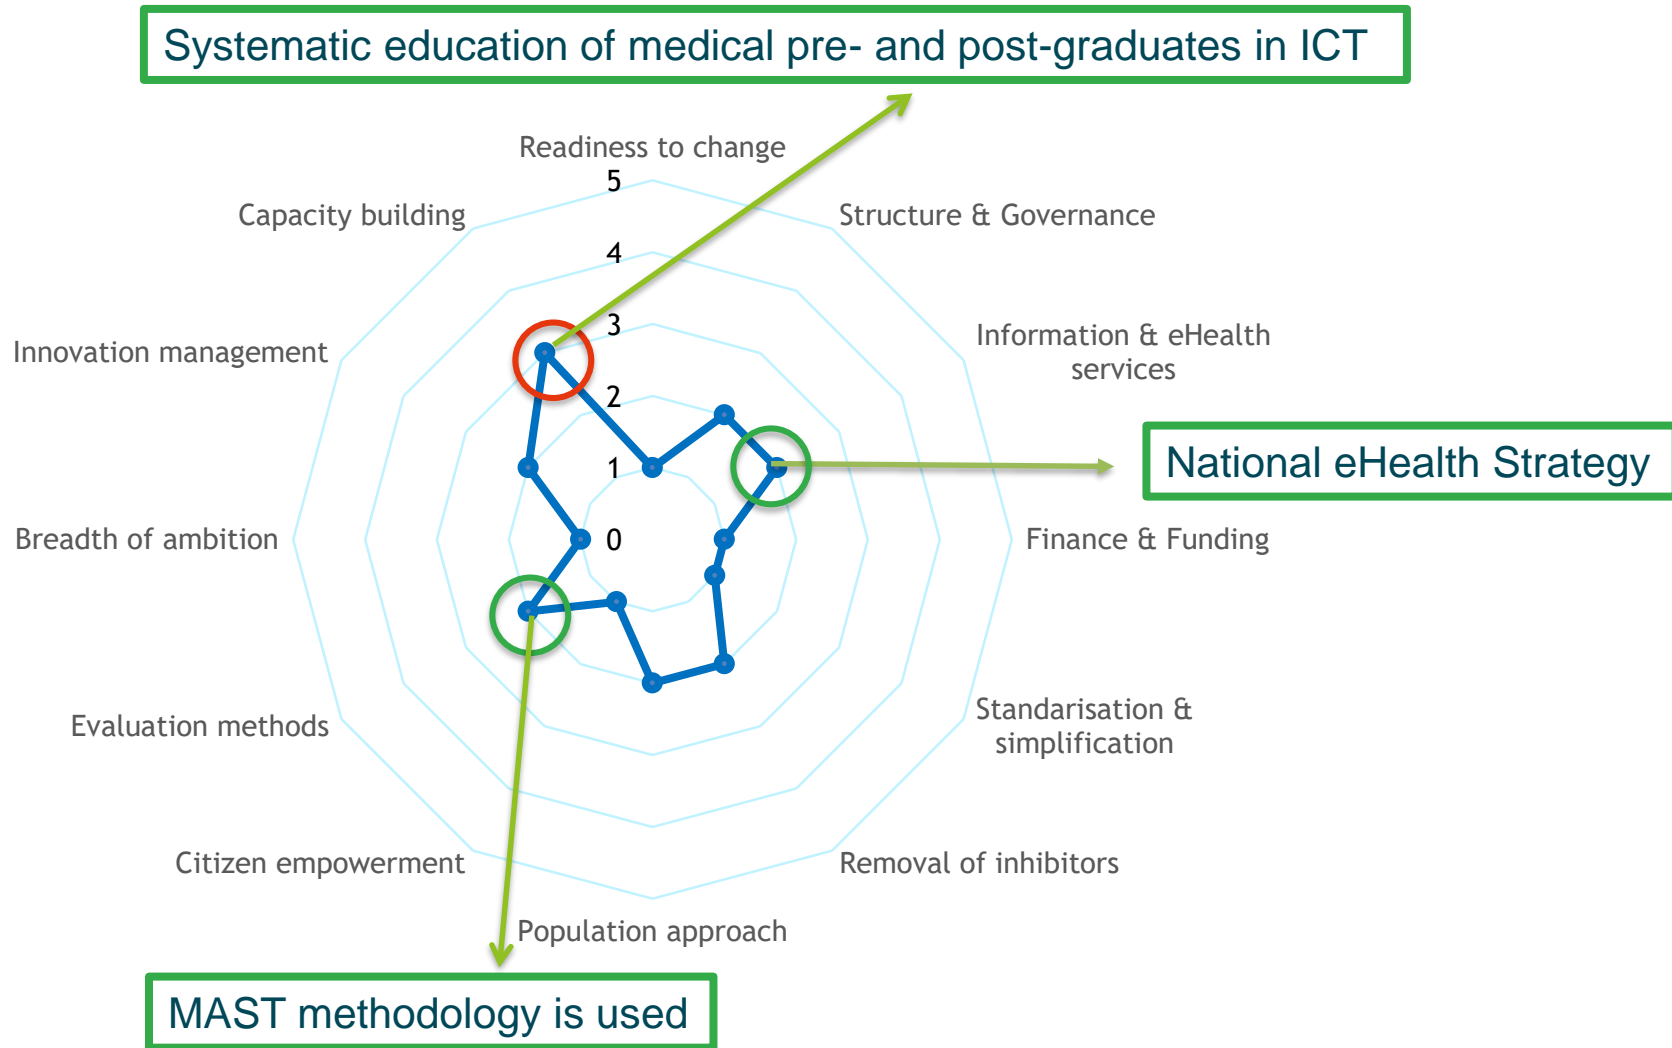 Systematic education of medical pre- and post-graduates in ICT
Readiness to change
5
Capacity building
Structure & Governance
4
3
Innovation management
Information & eHealth
services
2
1
National eHealth Strategy
Breadth of ambition
0
Finance & Funding
Evaluation methods
Standarisation &
simplification
Citizen empowerment
Removal of inhibitors
Population approach
MAST methodology is used